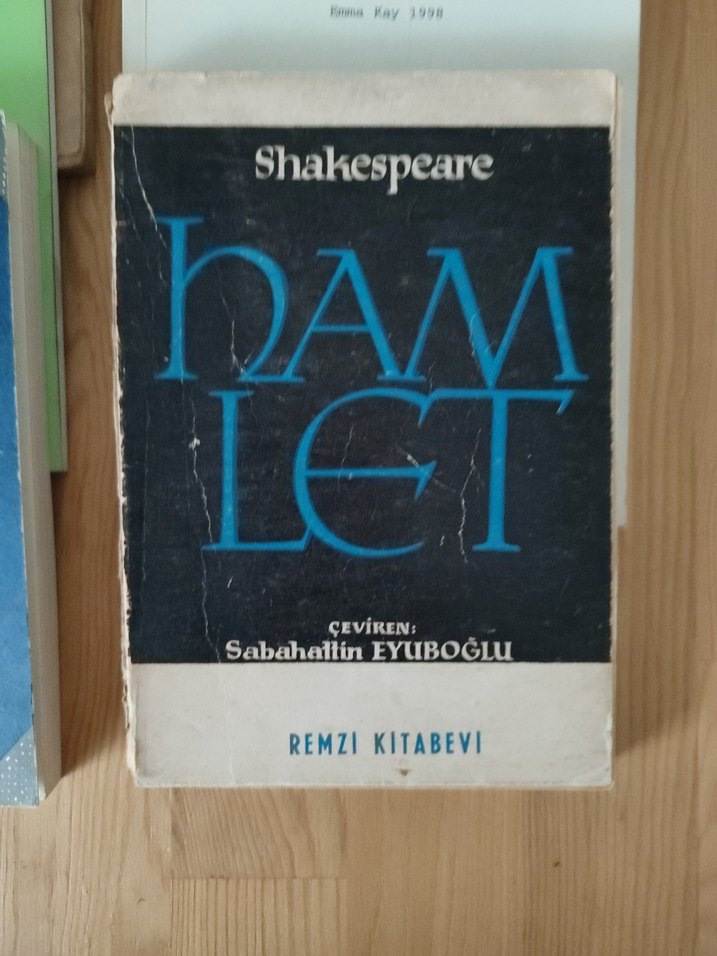 Emma Kay 1998
Shakespeare
HAM
LET
ÇEVİREN:
Sabahattin EYUBOĞLU
REMZİ KİTABEVİ